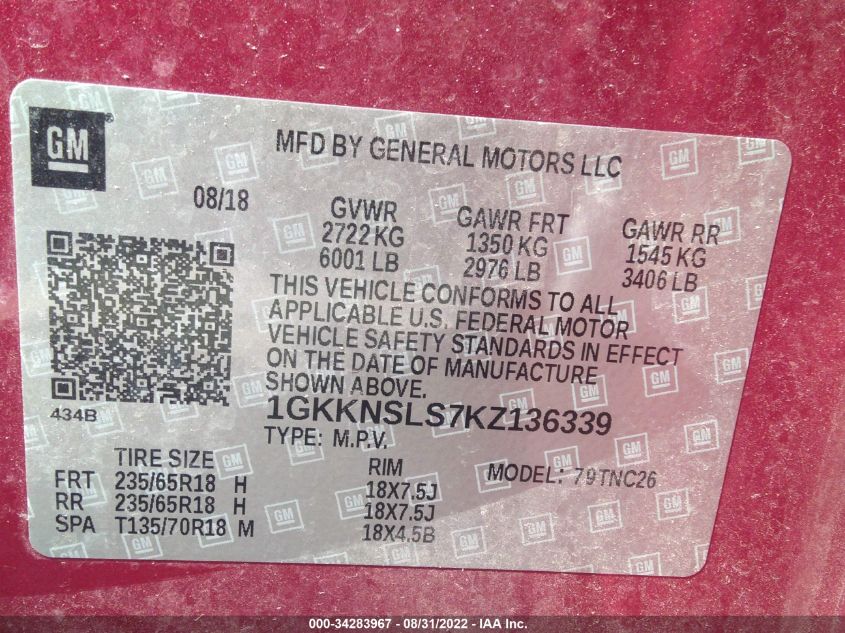 GM
MFD BY GENERAL MOTORS LLC
08/18
GVWR
2722 KG
6001 LB
GAWR FRT
1350 KG
2976 LB
GAWR RR
1545 KG
3406 LB
THIS VEHICLE CONFORMS TO ALL
APPLICABLE U.S. FEDERAL MOTOR
VEHICLE SAFETY STANDARDS IN EFFECT
ON THE DATE OF MANUFACTURE
SHOWN ABOVE.
434B
1GKKNSLS7KZ136339
TYPE: M.P.V.
MODEL: 79TNC26
TIRE SIZE RIM
FRT 235/65R18 H 18X7.5J
RR 235/65R18 H 18X7.5J
SPA T135/70R18 M 18X4.5B
000-34283967 - 08/31/2022 - IAA Inc.